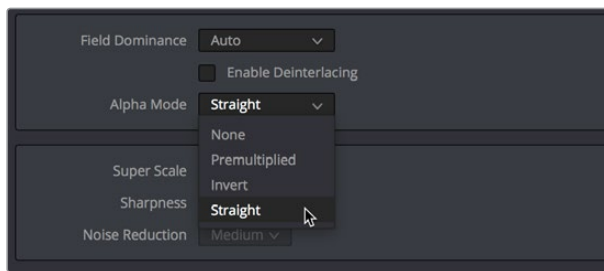 Field Dominance Auto
Enable Deinterlacing
Alpha Mode Straight
None
Premultiplied
Super Scale
Invert
Sharpness
Straight
Noise Reduction Medium